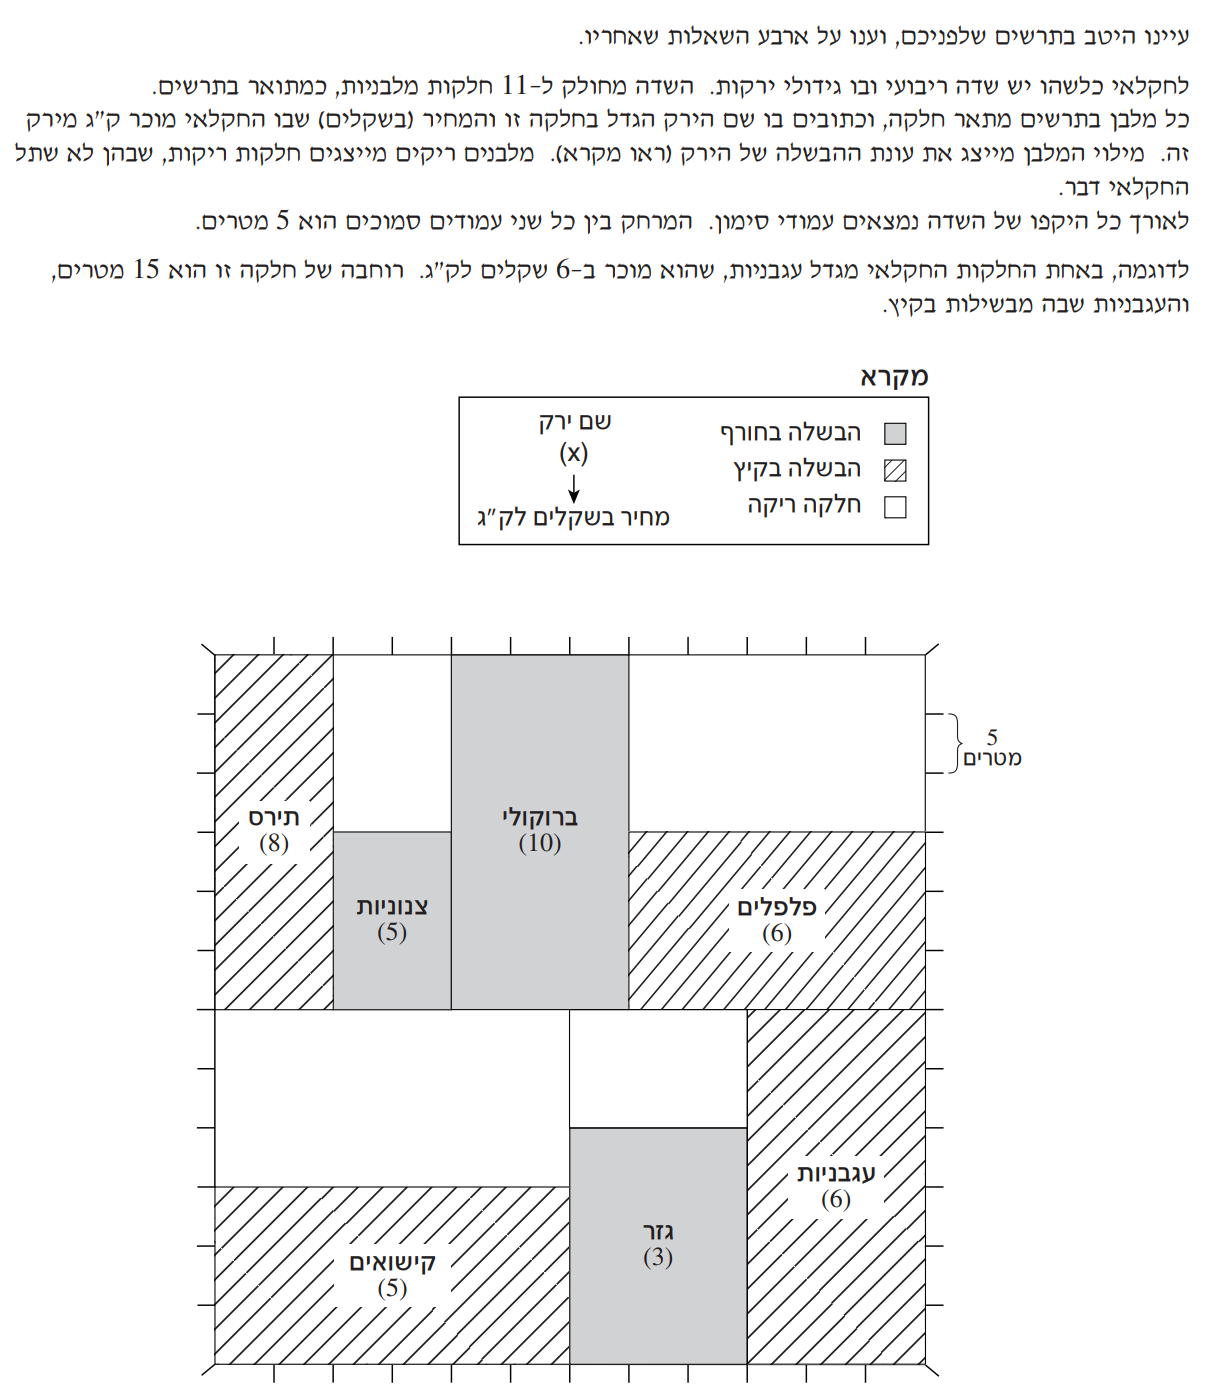 עיינו היטב בתרשים שלפניכם, וענו על ארבע השאלות שאחריו.
לחקלאי כלשהו יש שדה ריבועי ובו גידולי ירקות. השדה מחולק ל-11 חלקות מלבניות, כמתואר בתרשים.
כל מלבן בתרשים מתאר חלקה, וכתובים בו שם הירק הגדל בחלקה זו והמחיר (בשקלים) שבו החקלאי מוכר ק"ג מירק
זה. מילוי המלבן מייצג את עונת ההבשלה של הירק (ראו מקרא). מלבנים ריקים מייצגים חלקות ריקות, שבהן לא שתל
החקלאי דבר.
לאורך כל היקפו של השדה נמצאים עמודי סימון. המרחק בין כל שני עמודים סמוכים הוא 5 מטרים.
לדוגמה, באחת החלקות החקלאי מגדל עגבניות, שהוא מוכר ב-6 שקלים לק"ג. רוחבה של חלקה זו הוא 15 מטרים,
והעגבניות שבה מבשילות בקיץ.
מקרא
הבשלה בחורף
הבשלה בקיץ
חלקה ריקה
שם ירק
(x)
מחיר בשקלים לק"ג
5
מטרים
תירס
(8)
ברוקולי
(10)
צנוניות
(5)
פלפלים
(6)
עגבניות
(6)
גזר
(3)
קישואים
(5)